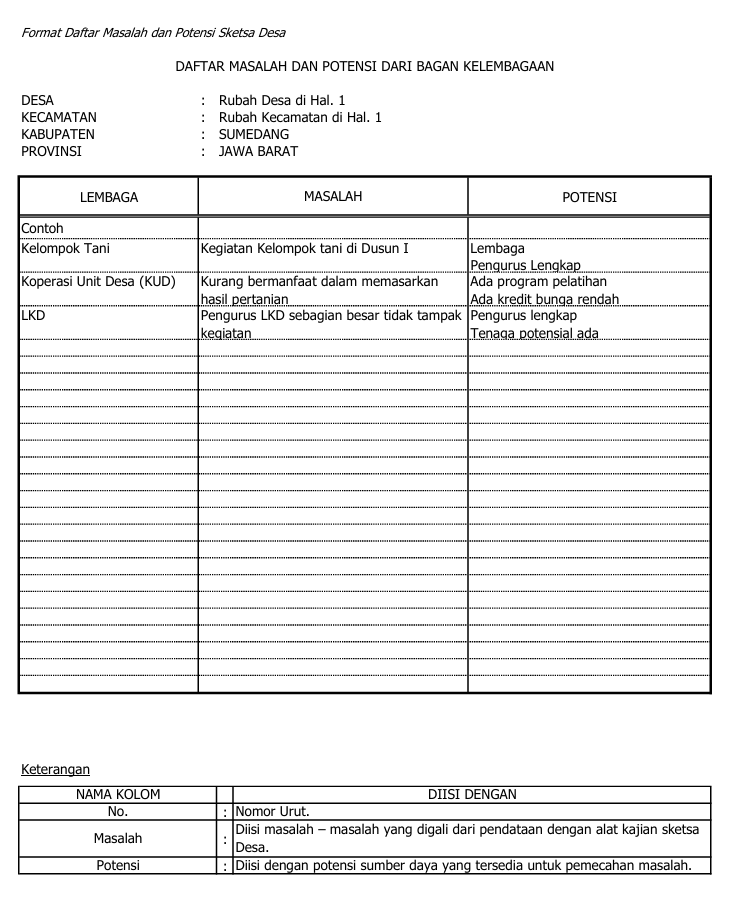 Format Daftar Masalah dan Potensi Sketsa Desa
DAFTAR MASALAH DAN POTENSI DARI BAGAN KELEMBAGAAN
DESA : Rubah Desa di Hal. 1
KECAMATAN : Rubah Kecamatan di Hal. 1
KABUPATEN : SUMEDANG
PROVINSI : JAWA BARAT
LEMBAGA MASALAH POTENSI
Contoh
Kelompok Tani Kegiatan Kelompok tani di Dusun I Lembaga
Pengurus Lengkap
Koperasi Unit Desa (KUD) Kurang bermanfaat dalam memasarkan Ada program pelatihan
hasil pertanian Ada kredit bunga rendah
LKD Pengurus LKD sebagian besar tidak tampak Pengurus lengkap
kegiatan Tenaga potensial ada
Keterangan
NAMA KOLOM DIISI DENGAN
No. : Nomor Urut.
Masalah : Diisi masalah – masalah yang digali dari pendataan dengan alat kajian sketsa
Desa.
Potensi : Diisi dengan potensi sumber daya yang tersedia untuk pemecahan masalah.